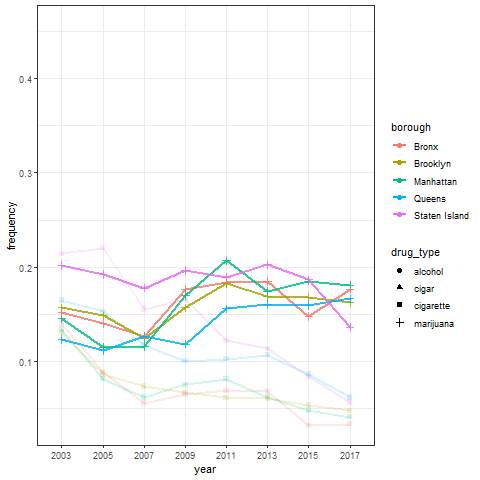 0.4
0.3
0.2
0.1
frequency
2003 2005 2007 2009 2011 2013 2015 2017
year
borough
Bronx
Brooklyn
Manhattan
Queens
Staten Island
drug_type
alcohol
cigar
cigarette
marijuana